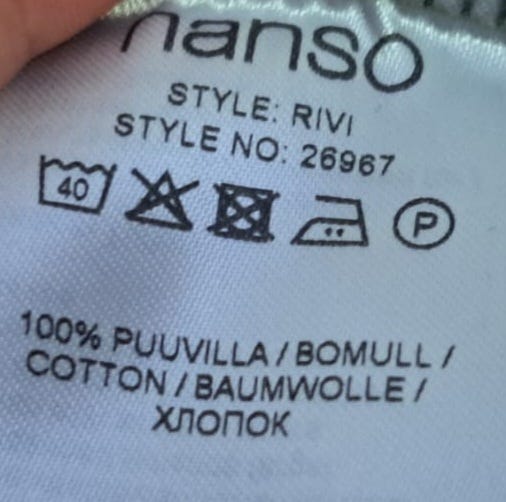 nanso
STYLE: RIVI
STYLE NO: 26967
40 P
100% PUUVILLA / BOMULL /
COTTON / BAUMWOLLE /
ХЛОПОК